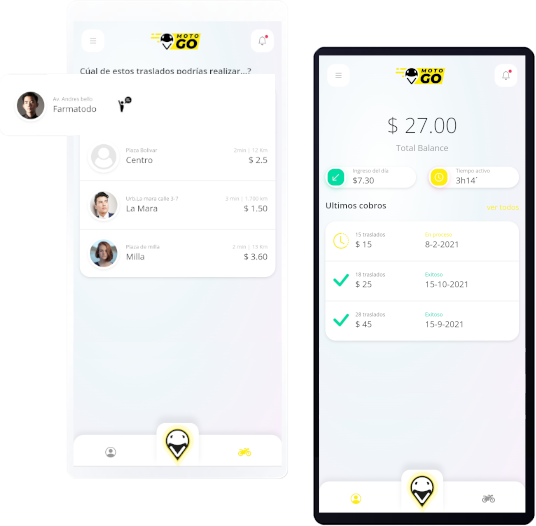 MOTO
GO
Cúal de estos traslados podrías realizar...?
Av. Andres bello
Farmatodo
Plaza Bolivar
Centro
2min | 12 km
$ 2.5
Urb.La mara calle 3-7
La Mara
3 min | 1.700 km
$ 1.50
Plaza de milla
Milla
2 min | 13 km
$ 3.60
MOTO
GO
$ 27.00
Total Balance
Ingreso del día
$7.30
Tiempo activo
3h14'
Ultimos cobros
ver todos
15 traslados
$ 15
En proceso
8-2-2021
18 traslados
$ 25
Exitoso
15-10-2021
28 traslados
$ 45
Exitoso
15-9-2021